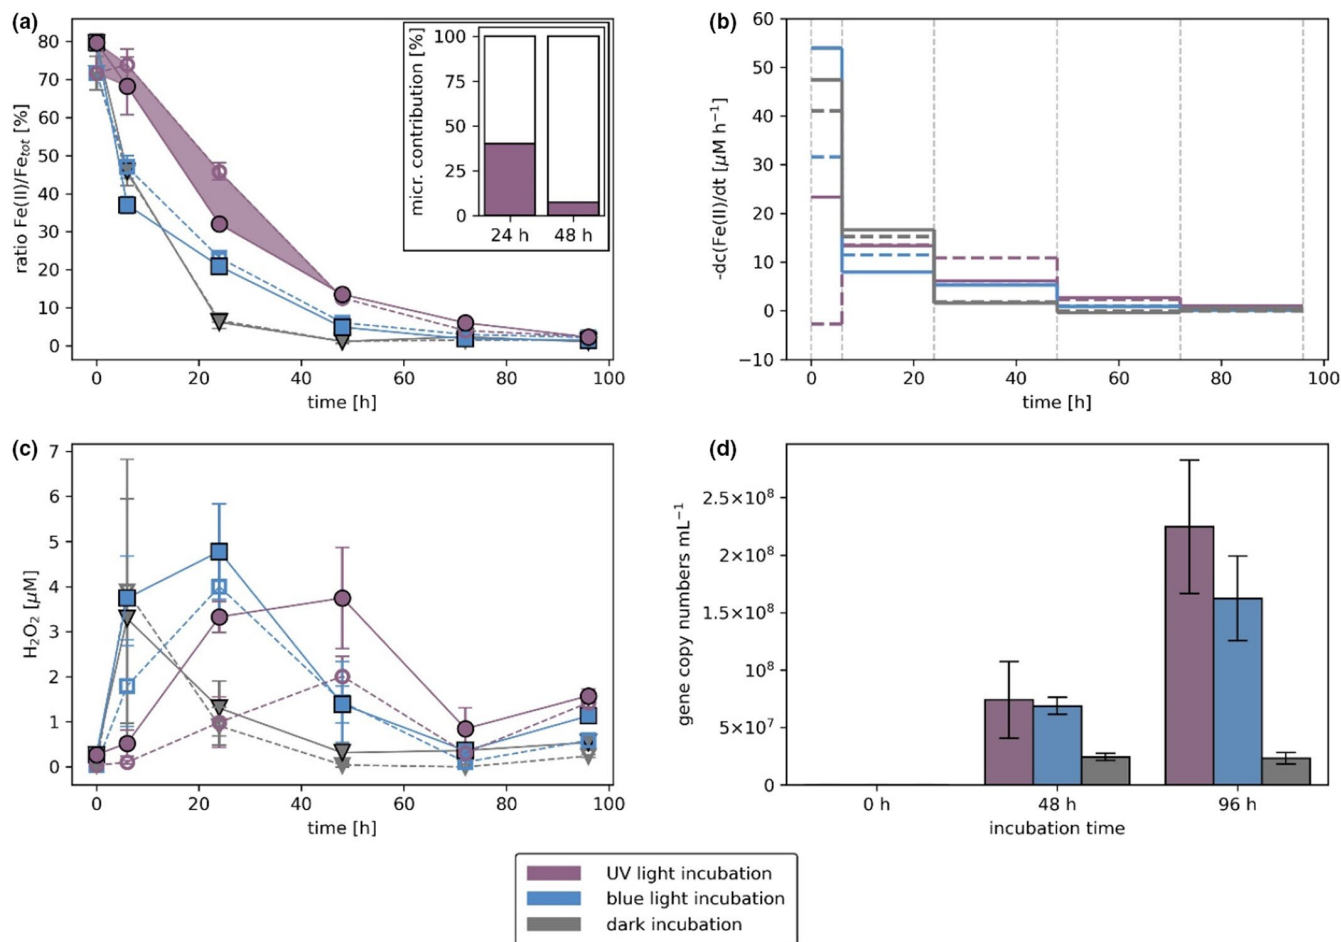 (a)
80
70
60
50
40
30
20
10
0
ratio Fe(II)/Fe_tot [%]
0 20 40 60 80 100
time [h]
100
75
50
25
0
micr. contribution [%]
24 h 48 h
(b)
60
50
40
30
20
10
0
−10
-dc(Fe(II)/dt [µM h⁻¹]
0 20 40 60 80 100
time [h]
(c)
7
6
5
4
3
2
1
0
H₂O₂ [µM]
0 20 40 60 80 100
time [h]
(d)
2.5×10⁸
2×10⁸
1.5×10⁸
10⁸
5×10⁷
0
gene copy numbers mL⁻¹
0 h 48 h 96 h
incubation time
UV light incubation
blue light incubation
dark incubation